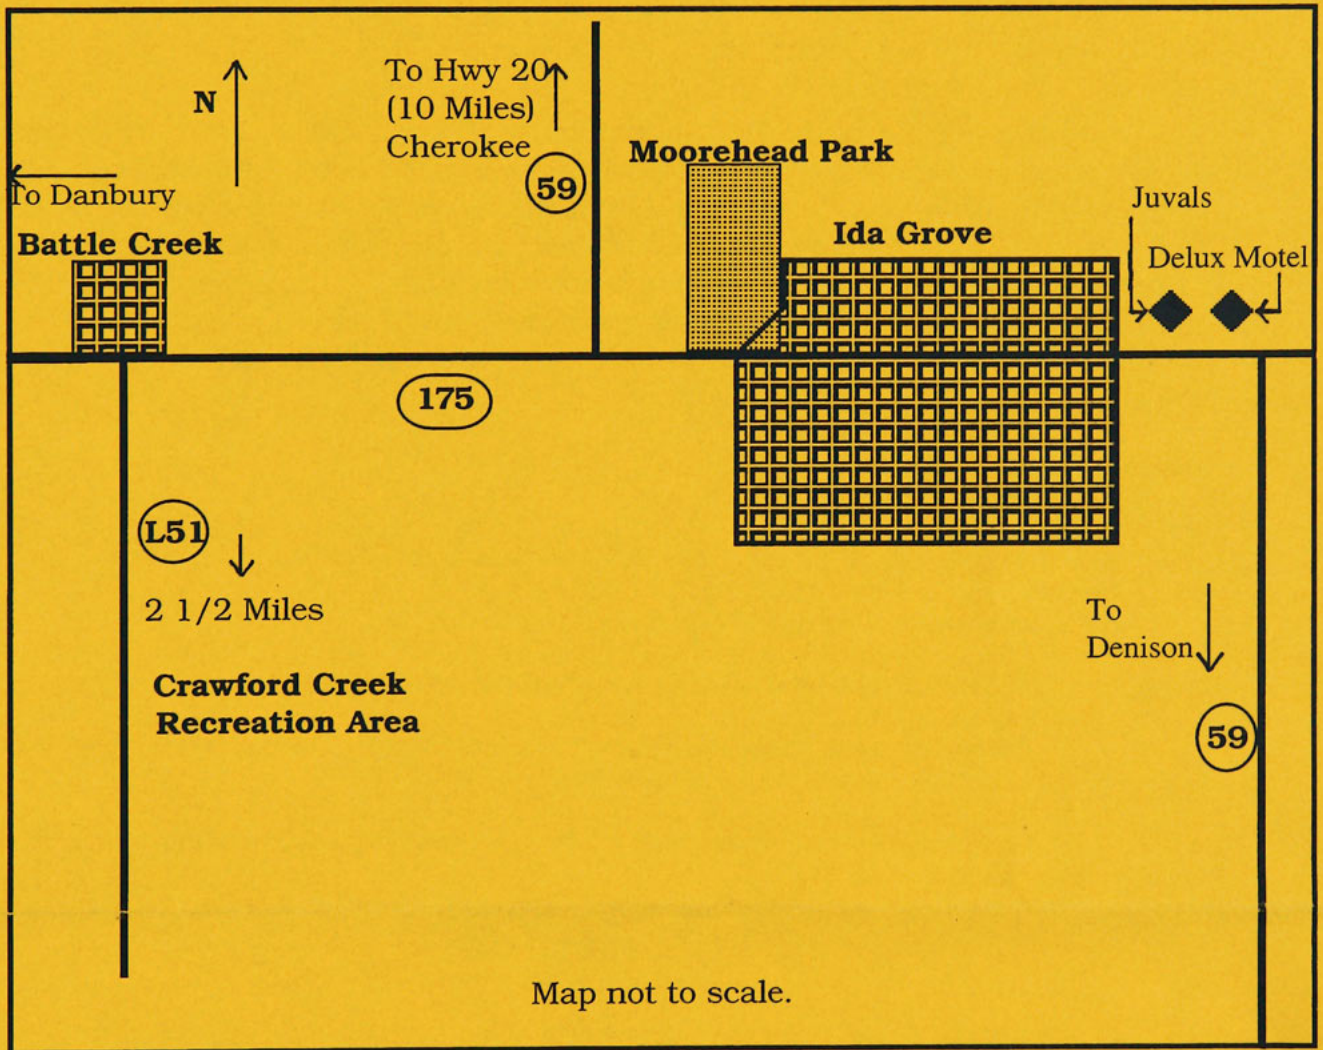 To Hwy 20
(10 Miles)
Cherokee
N
59
Moorehead Park
To Danbury
Juvals
Battle Creek
Ida Grove
Delux Motel
175
L51
2 1/2 Miles
To
Denison
Crawford Creek
Recreation Area
59
Map not to scale.